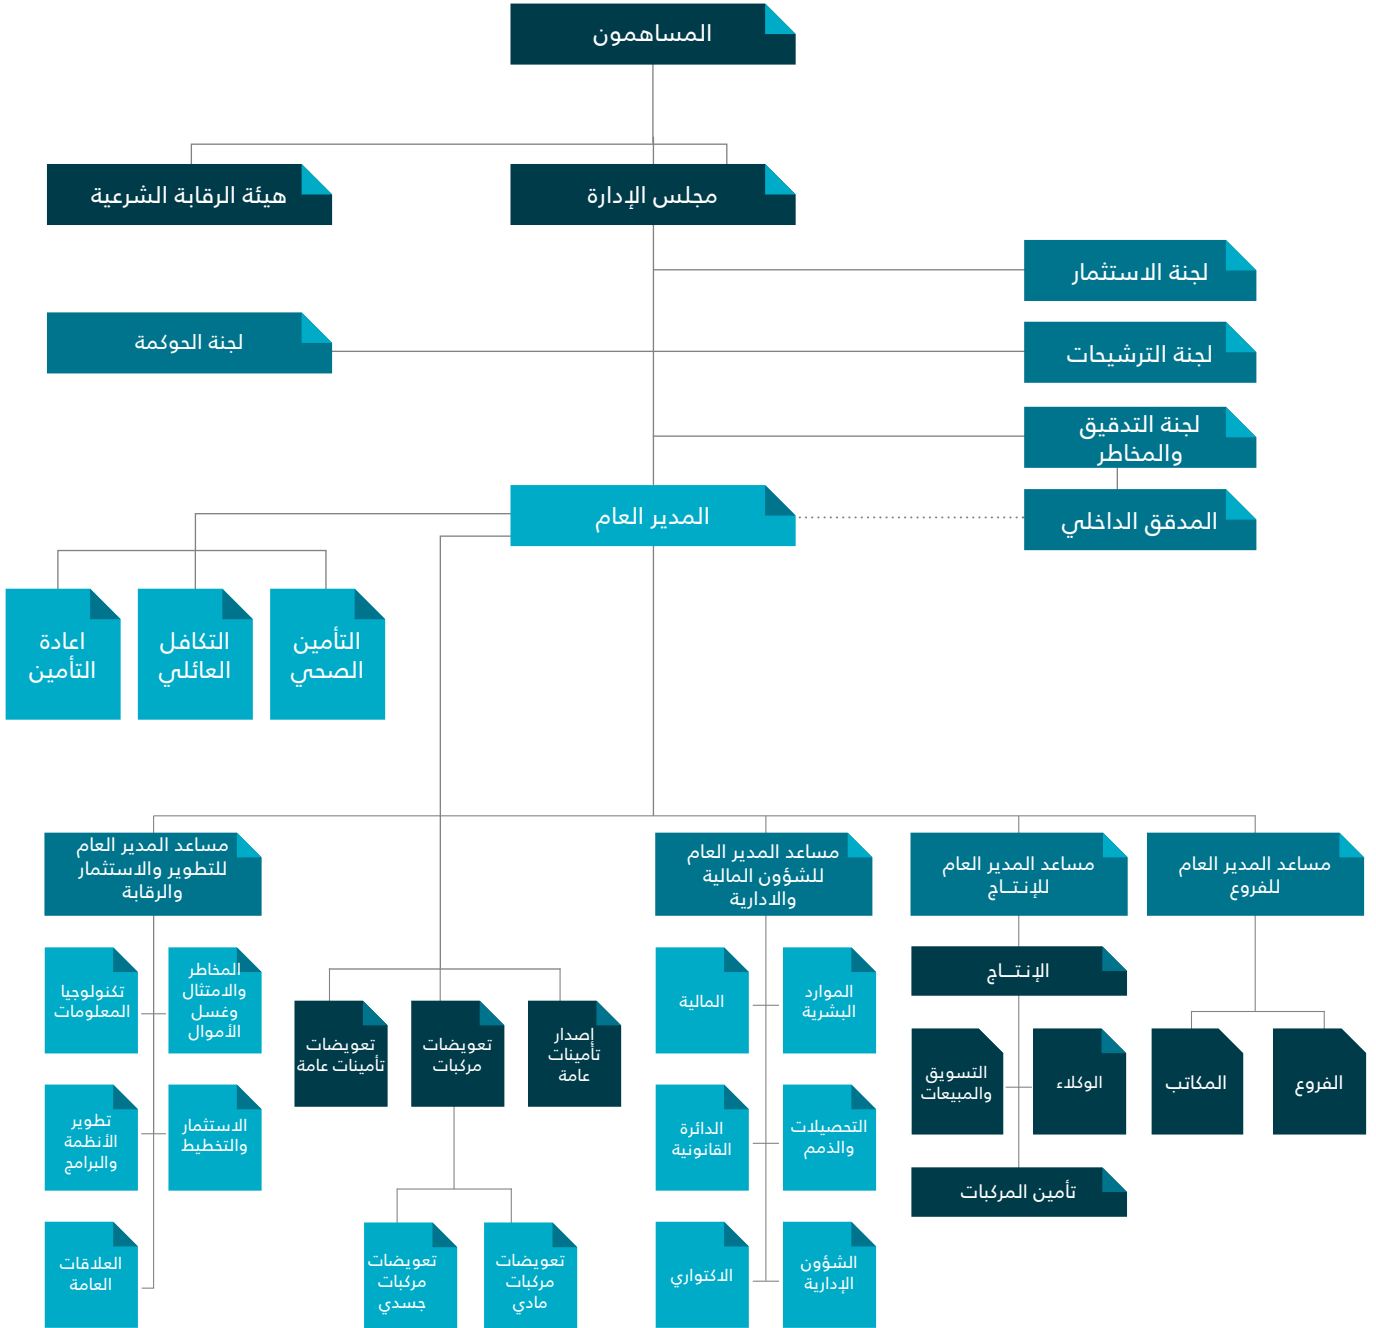 المساهمون
مجلس الإدارة
هيئة الرقابة الشرعية
لجنة الاستثمار
لجنة الحوكمة
لجنة الترشيحات
لجنة التدقيق
والمخاطر
المدير العام
المدقق الداخلي
التأمين
الصحي
التكافل
العائلي
اعادة
التأمين
مساعد المدير العام
للفروع
مساعد المدير العام
للإنـتــاج
مساعد المدير العام
للشؤون المالية
والادارية
مساعد المدير العام
للتطوير والاستثمار
والرقابة
الفروع
المكاتب
الإنـتــاج
الوكلاء
التسويق
والمبيعات
تأمين المركبات
الموارد
البشرية
المالية
التحصيلات
والذمم
الدائرة
القانونية
الشؤون
الإدارية
الاكتواري
إصدار
تأمينات
عامة
تعويضات
مركبات
تعويضات
تأمينات عامة
تعويضات
مركبات
مادي
تعويضات
مركبات
جسدي
المخاطر
والامتثال
وغسل
الأموال
تكنولوجيا
المعلومات
الاستثمار
والتخطيط
تطوير
الأنظمة
والبرامج
العلاقات
العامة